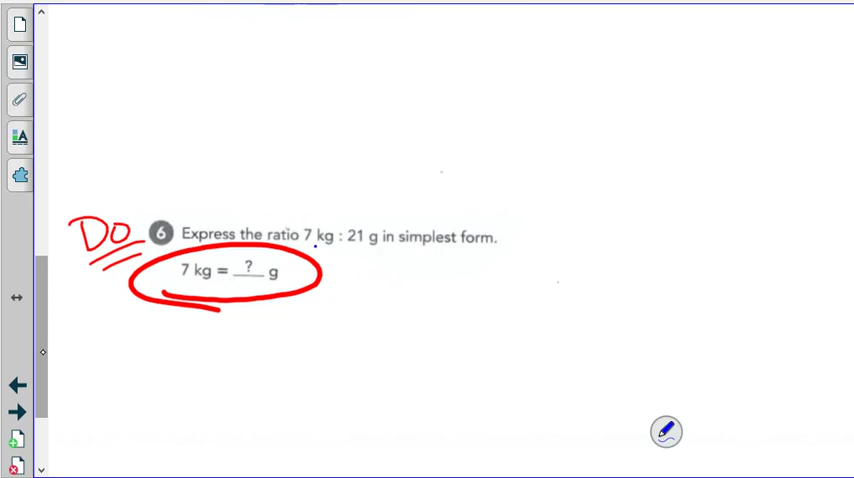 Do 6 Express the ratio 7 kg : 21 g in simplest form.
7 kg = ? g